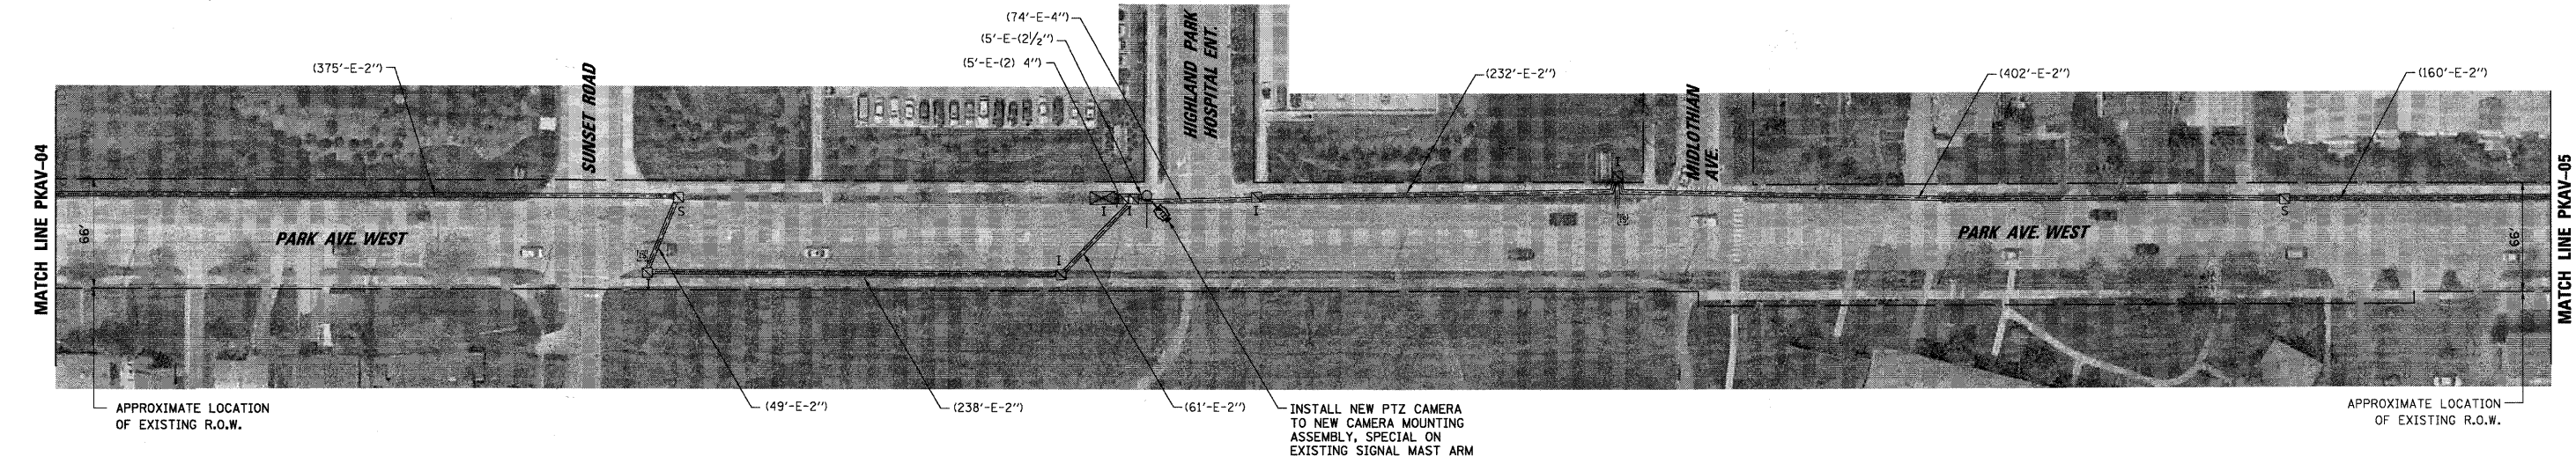 (74'-E-4")
(5'-E-(2½")
(5'-E-(2) 4")
(375'-E-2")
(232'-E-2")
(402'-E-2")
(160'-E-2")
SUNSET ROAD
HIGHLAND PARK
HOSPITAL ENT.
MIDLOTHIAN
AVE.
MATCH LINE PKAV-04
MATCH LINE PKAV-05
66'
66'
PARK AVE. WEST
PARK AVE. WEST
S
I
I
I
I
I
I
S
(49'-E-2")
(238'-E-2")
(61'-E-2")
APPROXIMATE LOCATION
OF EXISTING R.O.W.
INSTALL NEW PTZ CAMERA
TO NEW CAMERA MOUNTING
ASSEMBLY, SPECIAL ON
EXISTING SIGNAL MAST ARM
APPROXIMATE LOCATION
OF EXISTING R.O.W.